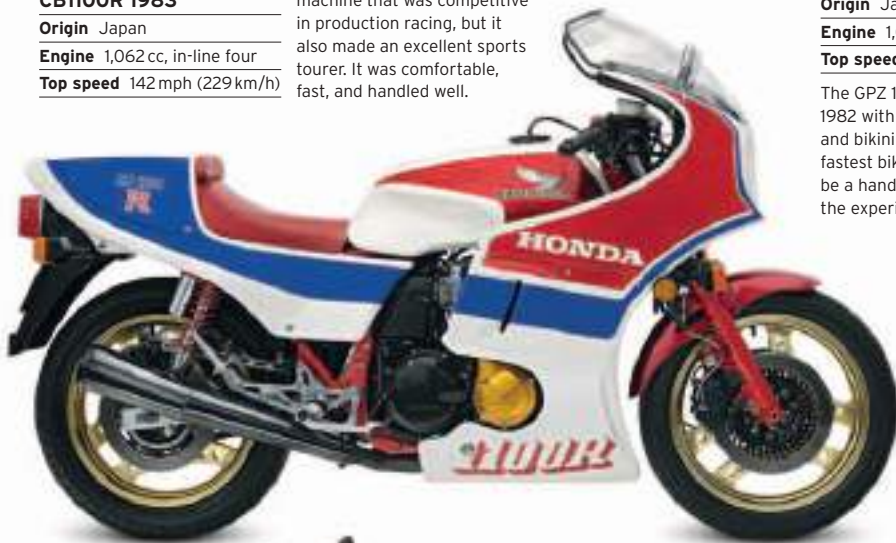 CB1100R 1983
Origin Japan
Engine 1,062 cc, in-line four
Top speed 142 mph (229 km/h)
machine that was competitive
in production racing, but it
also made an excellent sports
tourer. It was comfortable,
fast, and handled well.
Origin Ja
Engine 1,
Top speed
The GPZ 1
1982 with
and bikini
fastest bik
be a hand
the experi
R
HONDA
1100R